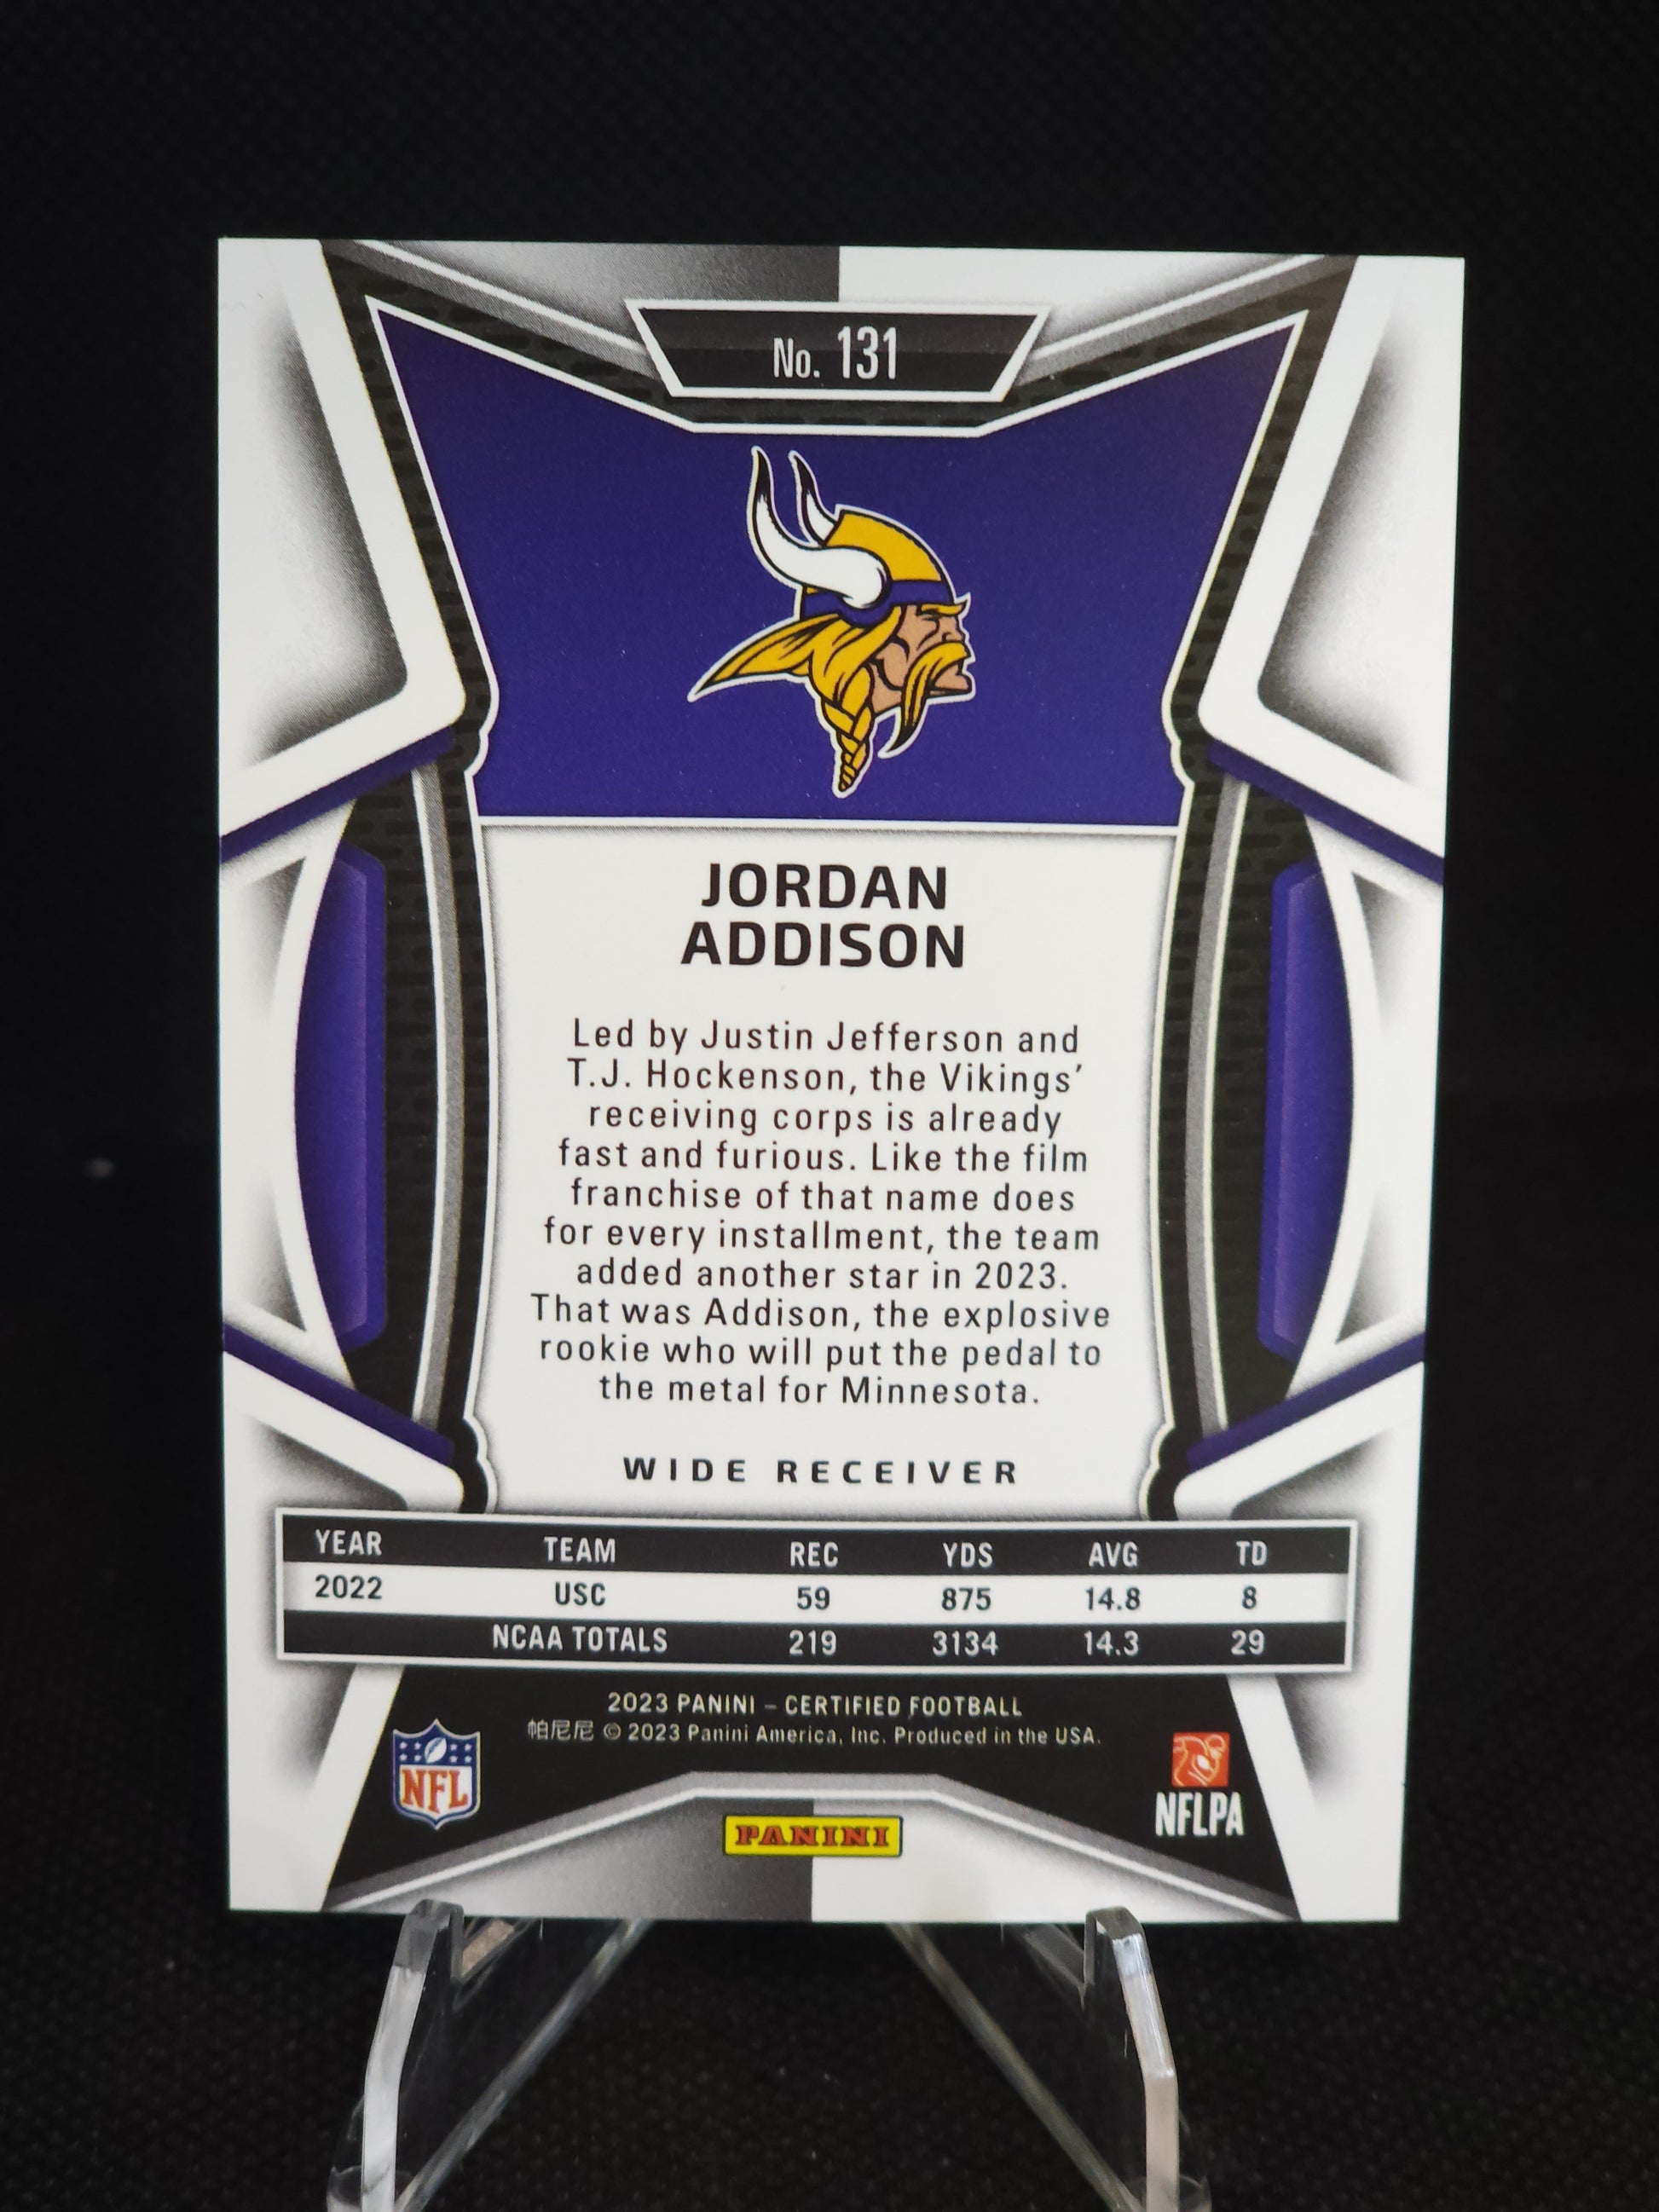 No. 131
JORDAN
ADDISON
Led by Justin Jefferson and
T.J. Hockenson, the Vikings'
receiving corps is already
fast and furious. Like the film
franchise of that name does
for every installment, the team
added another star in 2023.
That was Addison, the explosive
rookie who will put the pedal to
the metal for Minnesota.
WIDE RECEIVER
YEAR TEAM REC YDS AVG TD
2022 USC 59 875 14.8 8
NCAA TOTALS 219 3134 14.3 29
2023 PANINI – CERTIFIED FOOTBALL
帕尼尼 © 2023 Panini America, Inc. Produced in the USA.
NFL
NFLPA
PANINI